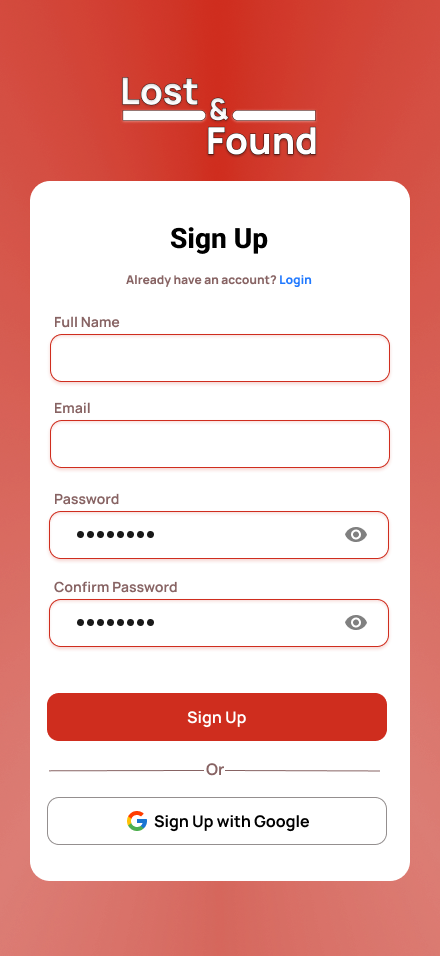 Lost
&
Found
Sign Up
Already have an account? Login
Full Name
Email
Password
••••••••
Confirm Password
••••••••
Sign Up
Or
Sign Up with Google